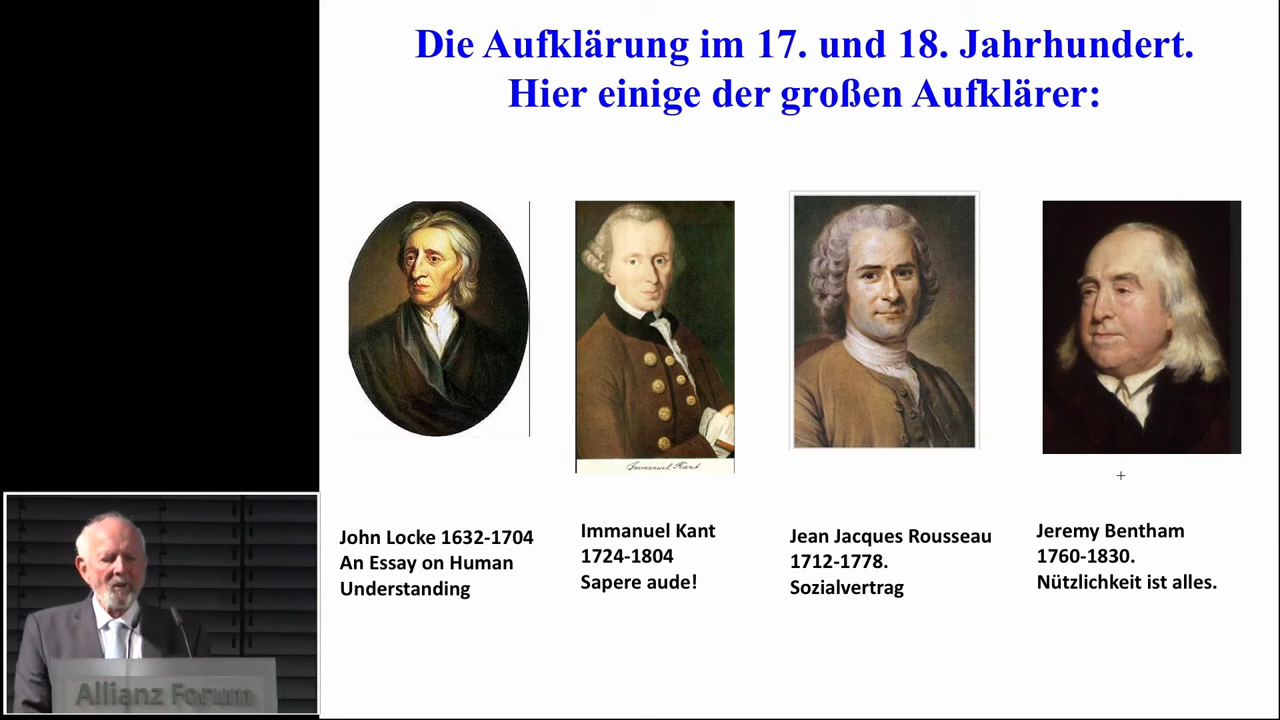 Die Aufklärung im 17. und 18. Jahrhundert.
Hier einige der großen Aufklärer:
Immanuel Kant
John Locke 1632-1704
An Essay on Human
Understanding
Immanuel Kant
1724-1804
Sapere aude!
Jean Jacques Rousseau
1712-1778.
Sozialvertrag
Jeremy Bentham
1760-1830.
Nützlichkeit ist alles.
Allianz Forum